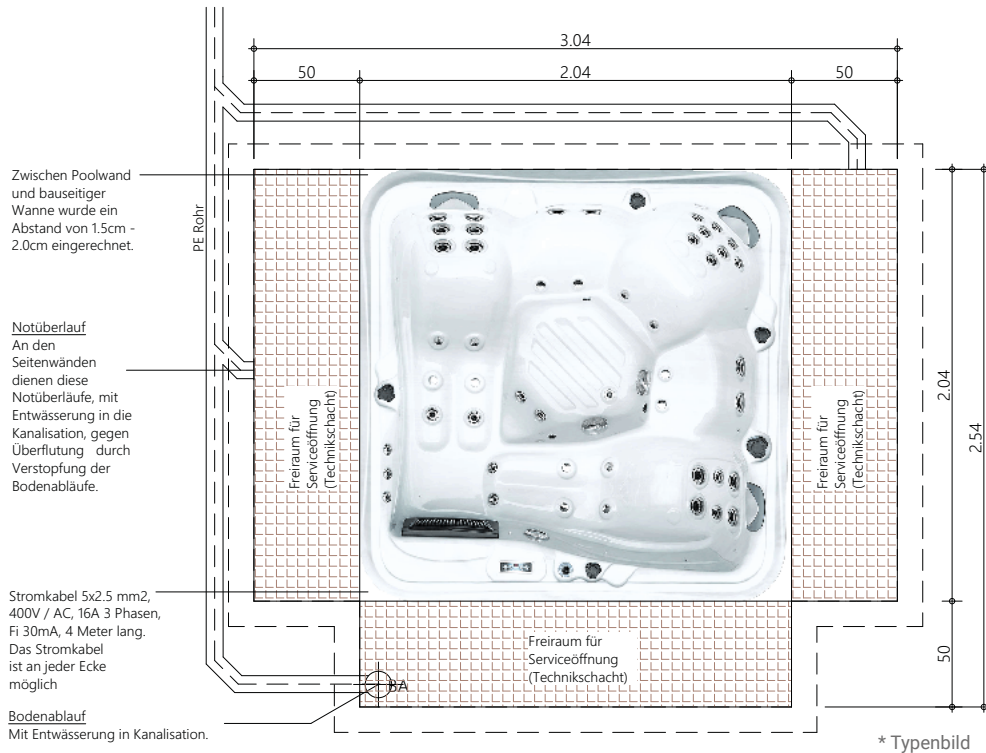 3.04
50
2.04
50
Zwischen Poolwand
und bauseitiger
Wanne wurde ein
Abstand von 1.5cm -
2.0cm eingerechnet.
PE Rohr
Notüberlauf
An den
Seitenwänden
dienen diese
Notüberläufe, mit
Entwässerung in die
Kanalisation, gegen
Überflutung durch
Verstopfung der
Bodenabläufe.
Freiraum für
Serviceöffnung
(Technikschacht)
Freiraum für
Serviceöffnung
(Technikschacht)
2.04
2.54
Stromkabel 5x2.5 mm2,
400V / AC, 16A 3 Phasen,
Fi 30mA, 4 Meter lang.
Das Stromkabel
ist an jeder Ecke
möglich
Freiraum für
Serviceöffnung
(Technikschacht)
50
BA
Bodenablauf
Mit Entwässerung in Kanalisation.
* Typenbild